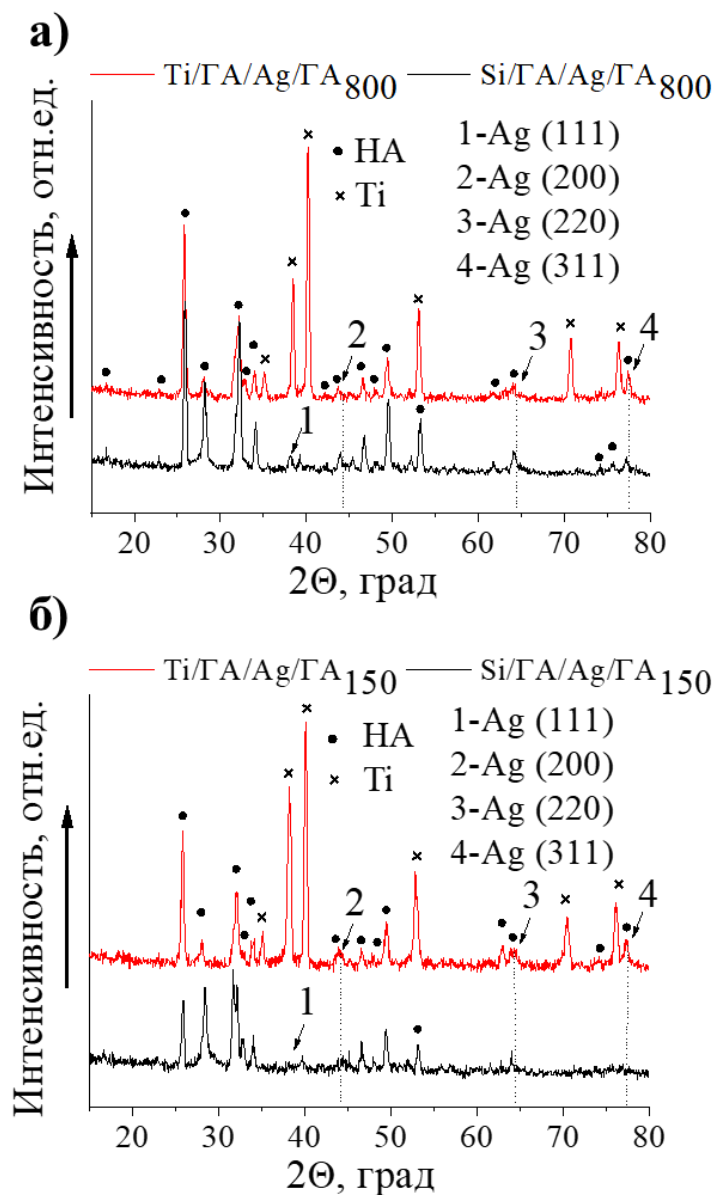 а)
Ti/ГА/Ag/ГА800 Si/ГА/Ag/ГА800
HA
Ti
1-Ag (111)
2-Ag (200)
3-Ag (220)
4-Ag (311)
1
2
3
4
Интенсивность, отн.ед.
20 30 40 50 60 70 80
2Θ, град
б)
Ti/ГА/Ag/ГА150 Si/ГА/Ag/ГА150
HA
Ti
1-Ag (111)
2-Ag (200)
3-Ag (220)
4-Ag (311)
1
2
3
4
Интенсивность, отн.ед.
20 30 40 50 60 70 80
2Θ, град